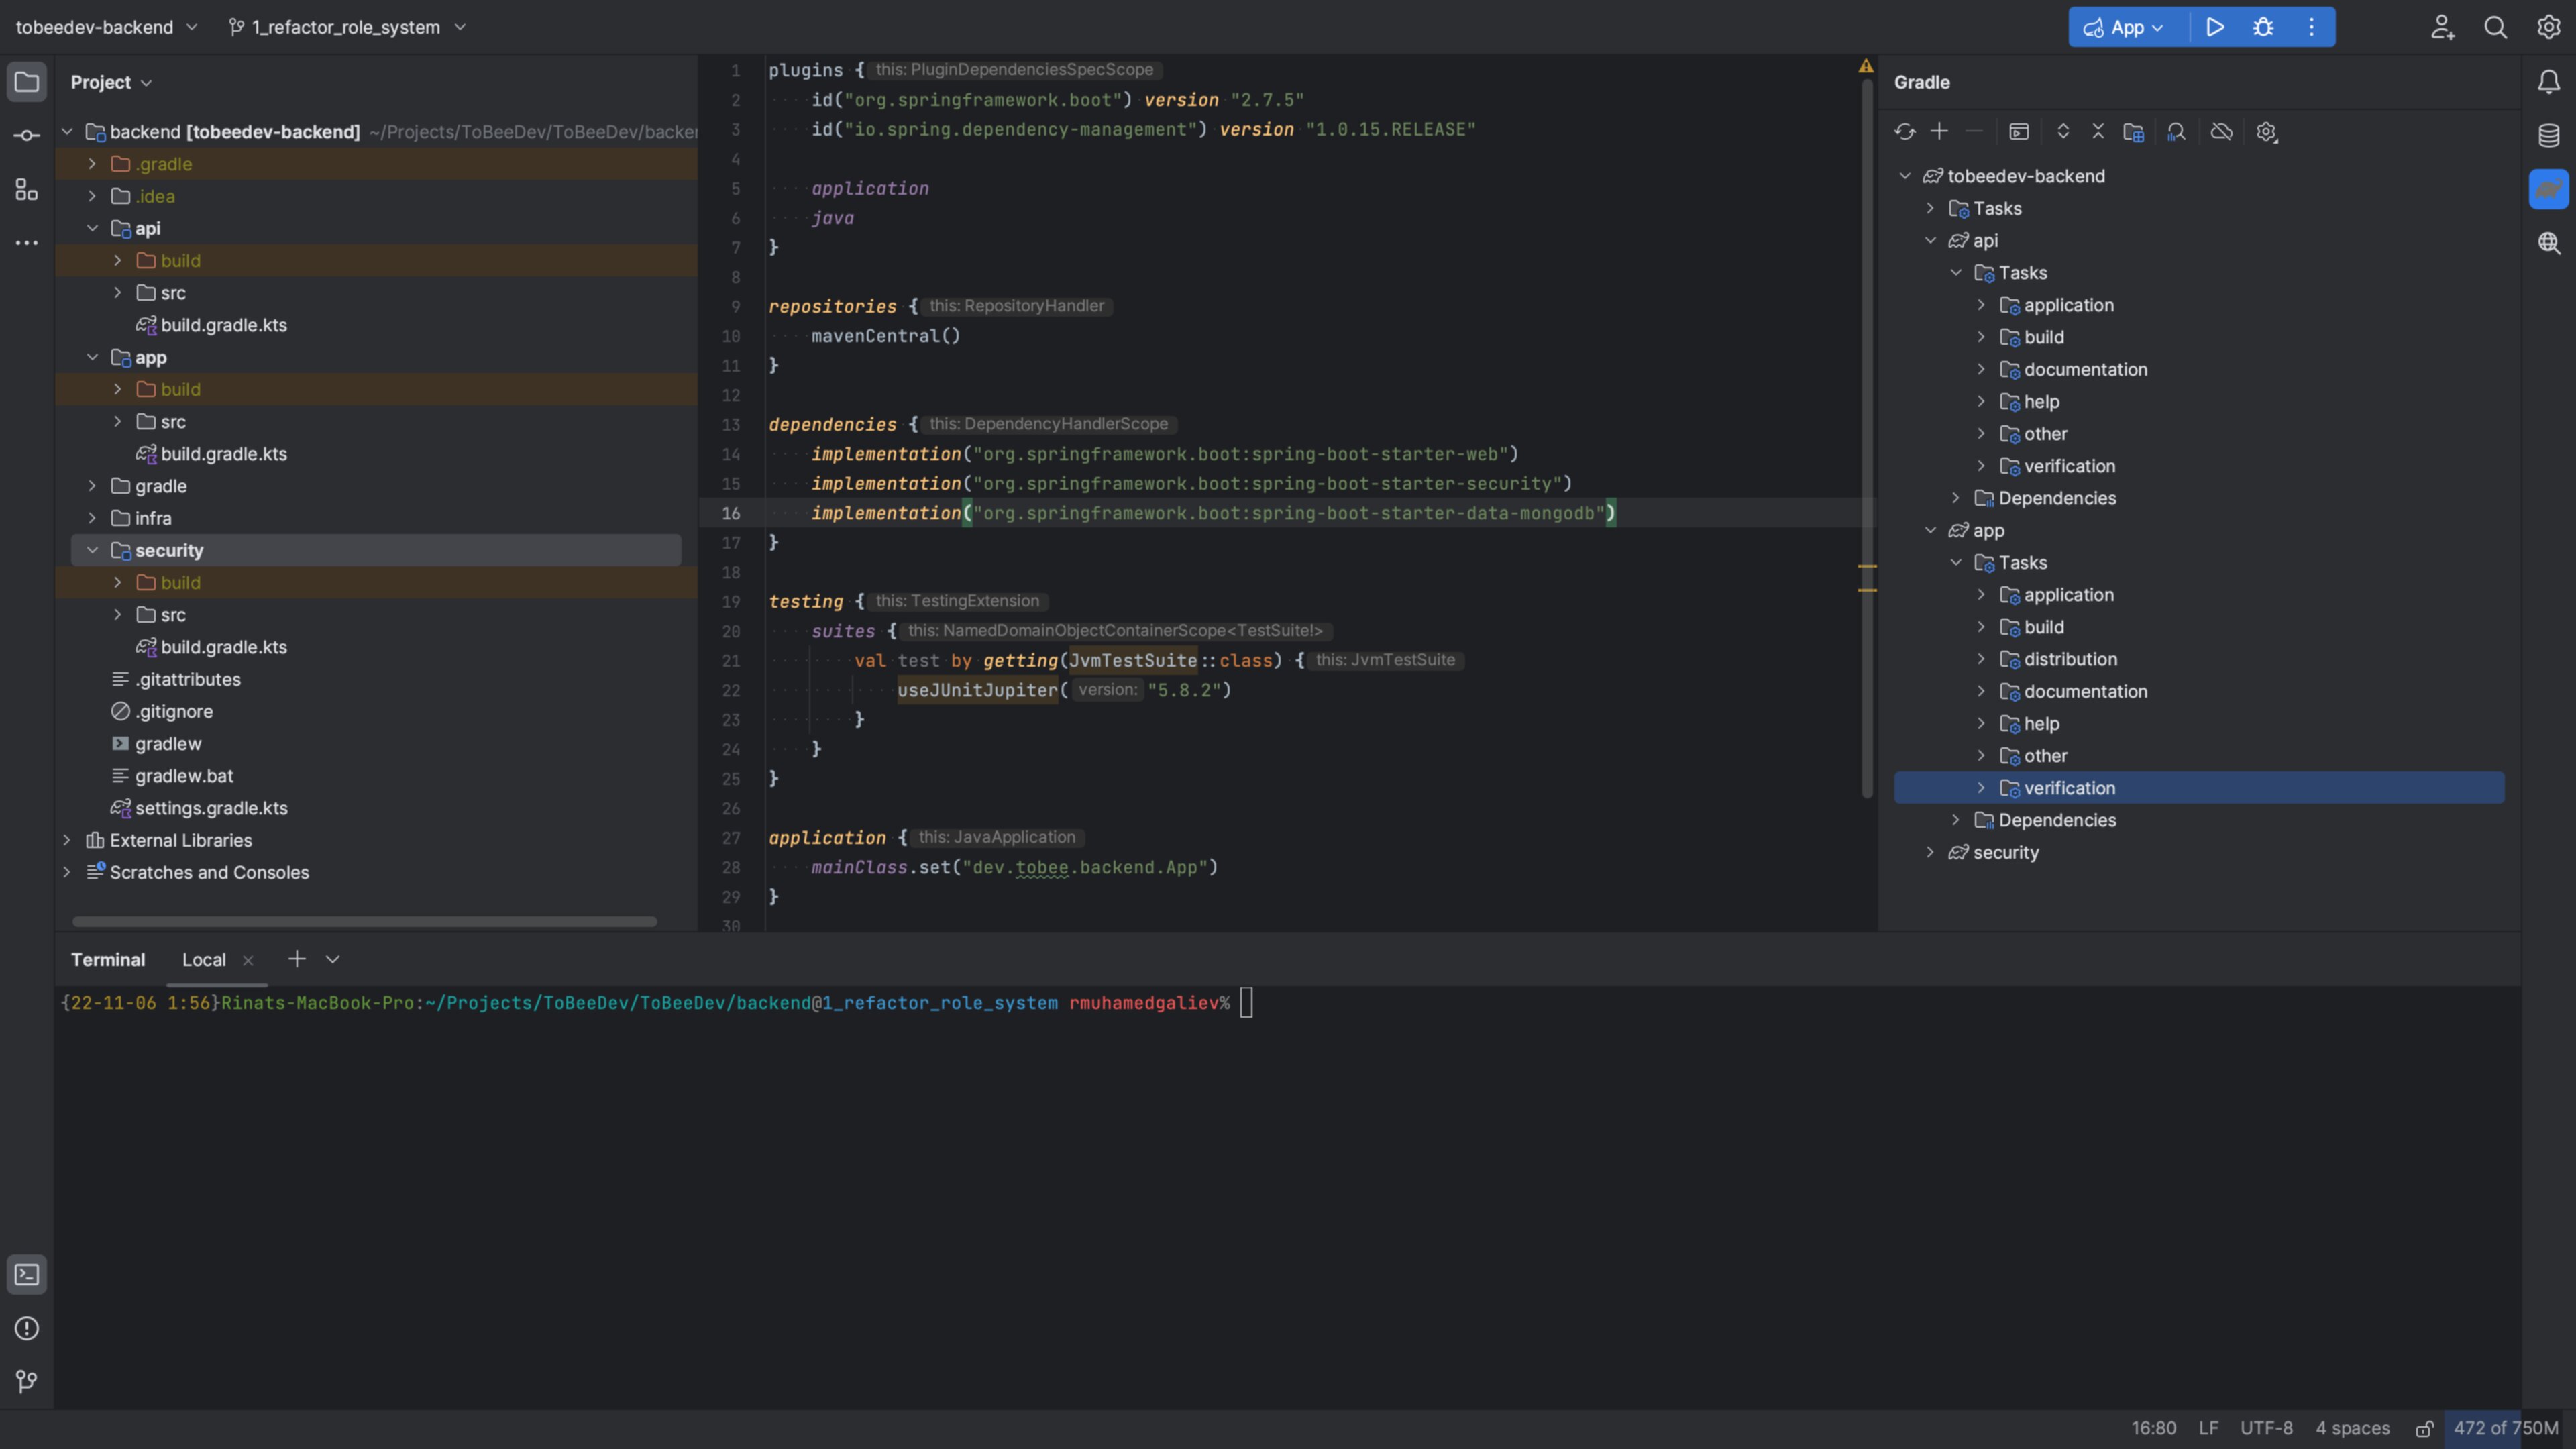 tobeedev-backend
1_refactor_role_system
App
Project
backend [tobeedev-backend] ~/Projects/ToBeeDev/ToBeeDev/backen
.gradle
.idea
api
build
src
build.gradle.kts
app
build
src
build.gradle.kts
gradle
infra
security
build
src
build.gradle.kts
.gitattributes
.gitignore
gradlew
gradlew.bat
settings.gradle.kts
External Libraries
Scratches and Consoles
1 plugins { this: PluginDependenciesSpecScope
2 id("org.springframework.boot") version "2.7.5"
3 id("io.spring.dependency-management") version "1.0.15.RELEASE"
4
5 application
6 java
7 }
8
9 repositories { this: RepositoryHandler
10 mavenCentral()
11 }
12
13 dependencies { this: DependencyHandlerScope
14 implementation("org.springframework.boot:spring-boot-starter-web")
15 implementation("org.springframework.boot:spring-boot-starter-security")
16 implementation("org.springframework.boot:spring-boot-starter-data-mongodb")
17 }
18
19 testing { this: TestingExtension
20 suites { this: NamedDomainObjectContainerScope<TestSuite!>
21 val test by getting(JvmTestSuite::class) { this: JvmTestSuite
22 useJUnitJupiter( version: "5.8.2")
23 }
24 }
25 }
26
27 application { this: JavaApplication
28 mainClass.set("dev.tobee.backend.App")
29 }
30
Gradle
tobeedev-backend
Tasks
api
Tasks
application
build
documentation
help
other
verification
Dependencies
app
Tasks
application
build
distribution
documentation
help
other
verification
Dependencies
security
Terminal Local
{22-11-06 1:56}Rinats-MacBook-Pro:~/Projects/ToBeeDev/ToBeeDev/backend@1_refactor_role_system rmuhamedgaliev%
16:80 LF UTF-8 4 spaces 472 of 750M